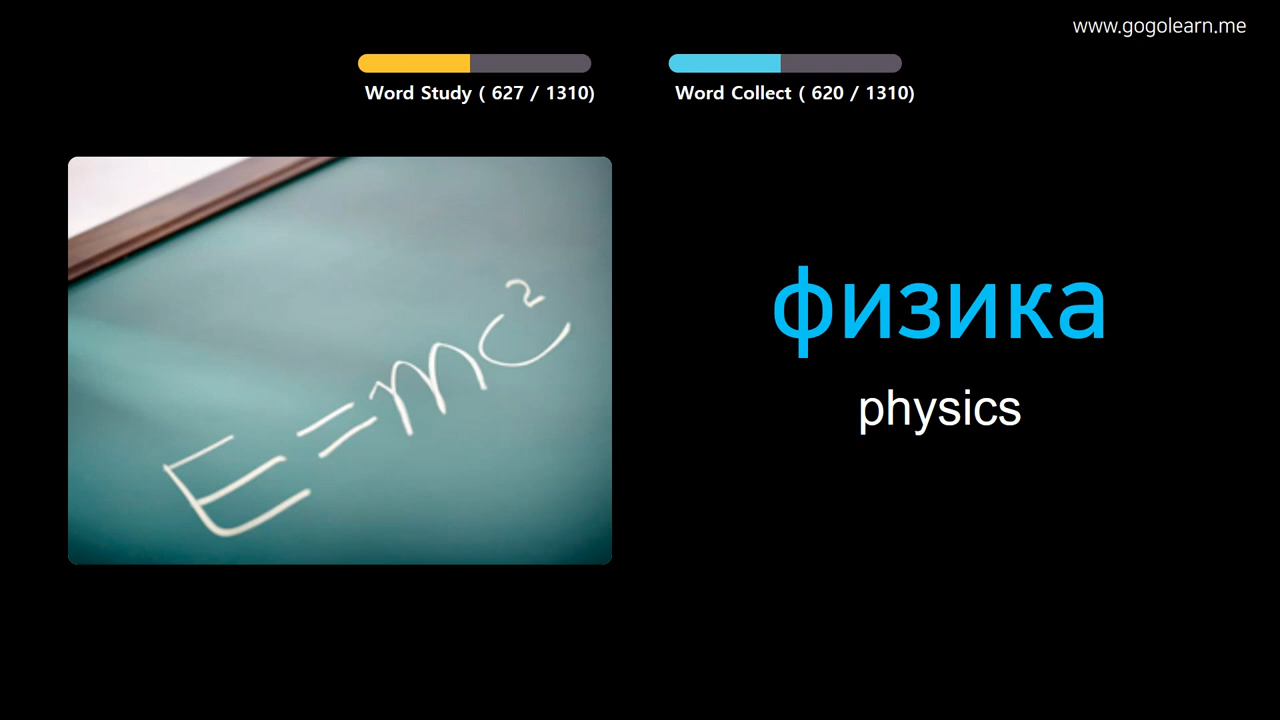 www.gogolearn.me
Word Study ( 627 / 1310)
Word Collect ( 620 / 1310)
E=mc²
физика
physics